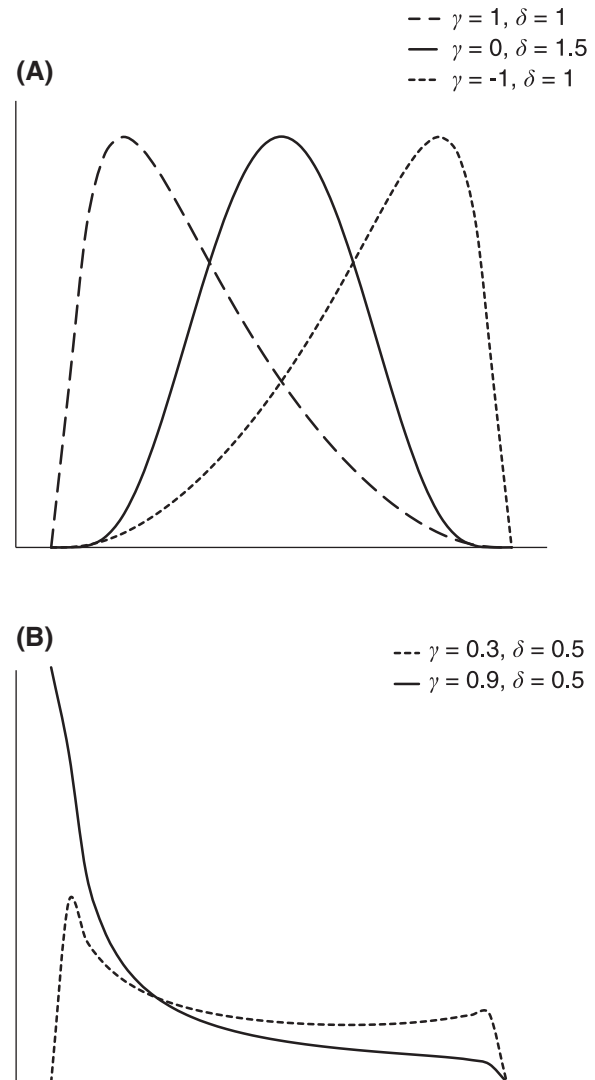 γ = 1, δ = 1
γ = 0, δ = 1.5
γ = -1, δ = 1
(A)
(B)
γ = 0.3, δ = 0.5
γ = 0.9, δ = 0.5